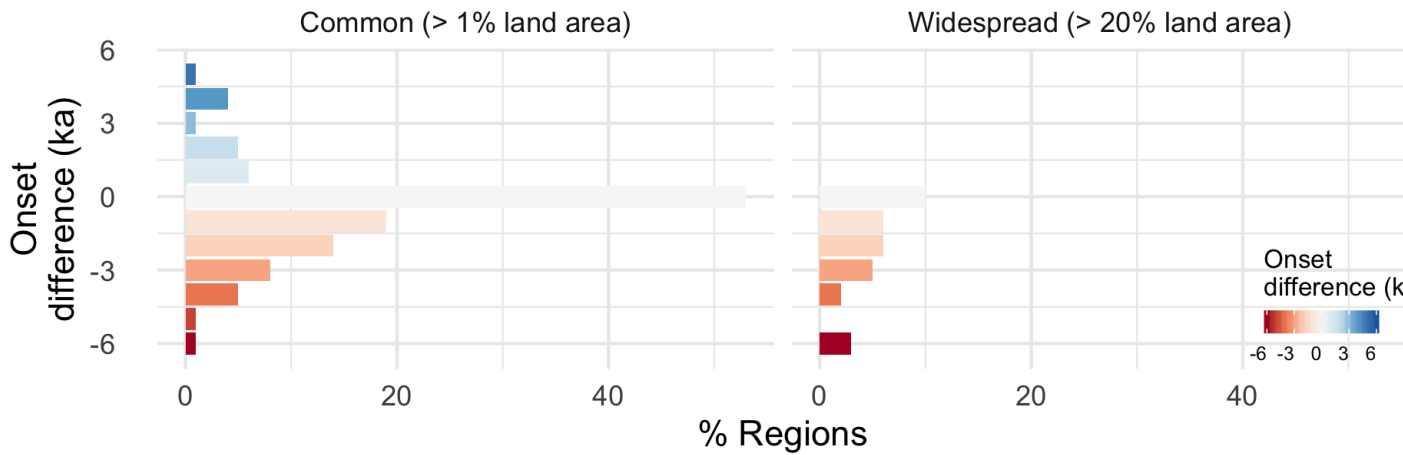 Common (> 1% land area)
Widespread (> 20% land area)
6
3
0
-3
-6
Onset
difference (ka)
0
20
40
0
20
40
% Regions
Onset
difference (k
-6 -3 0 3 6